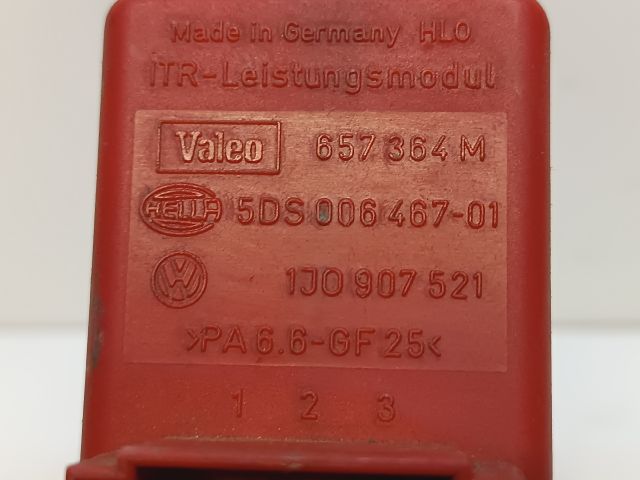 Made in Germany HLO
ITR-Leistungsmodul
Valeo 657 364 M
HELLA 5DS 006 467-01
VW 1J0 907 521
>PA 6.6-GF 25<
1 2 3